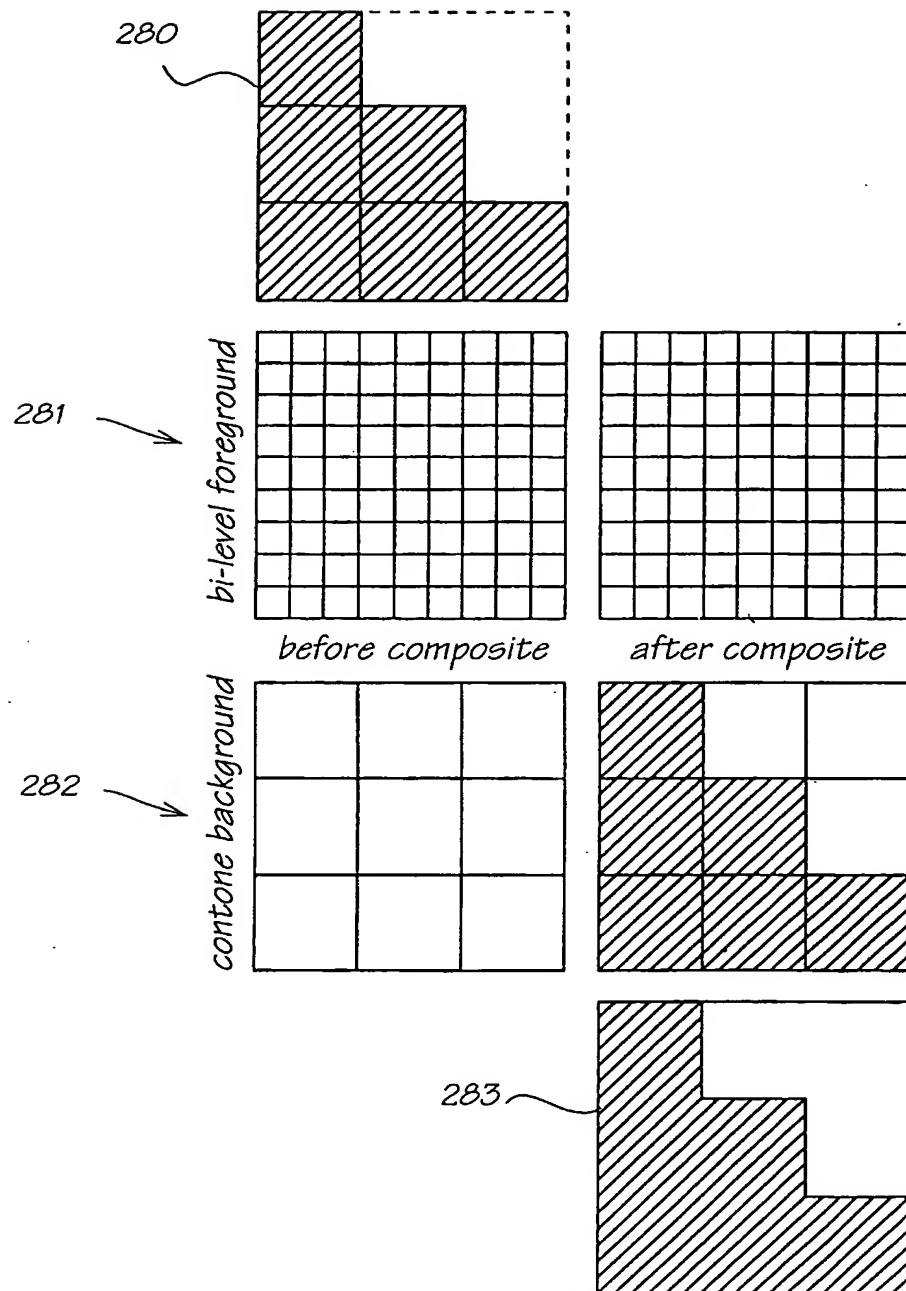 280
281
bi-level foreground
before composite
after composite
282
contone background
283